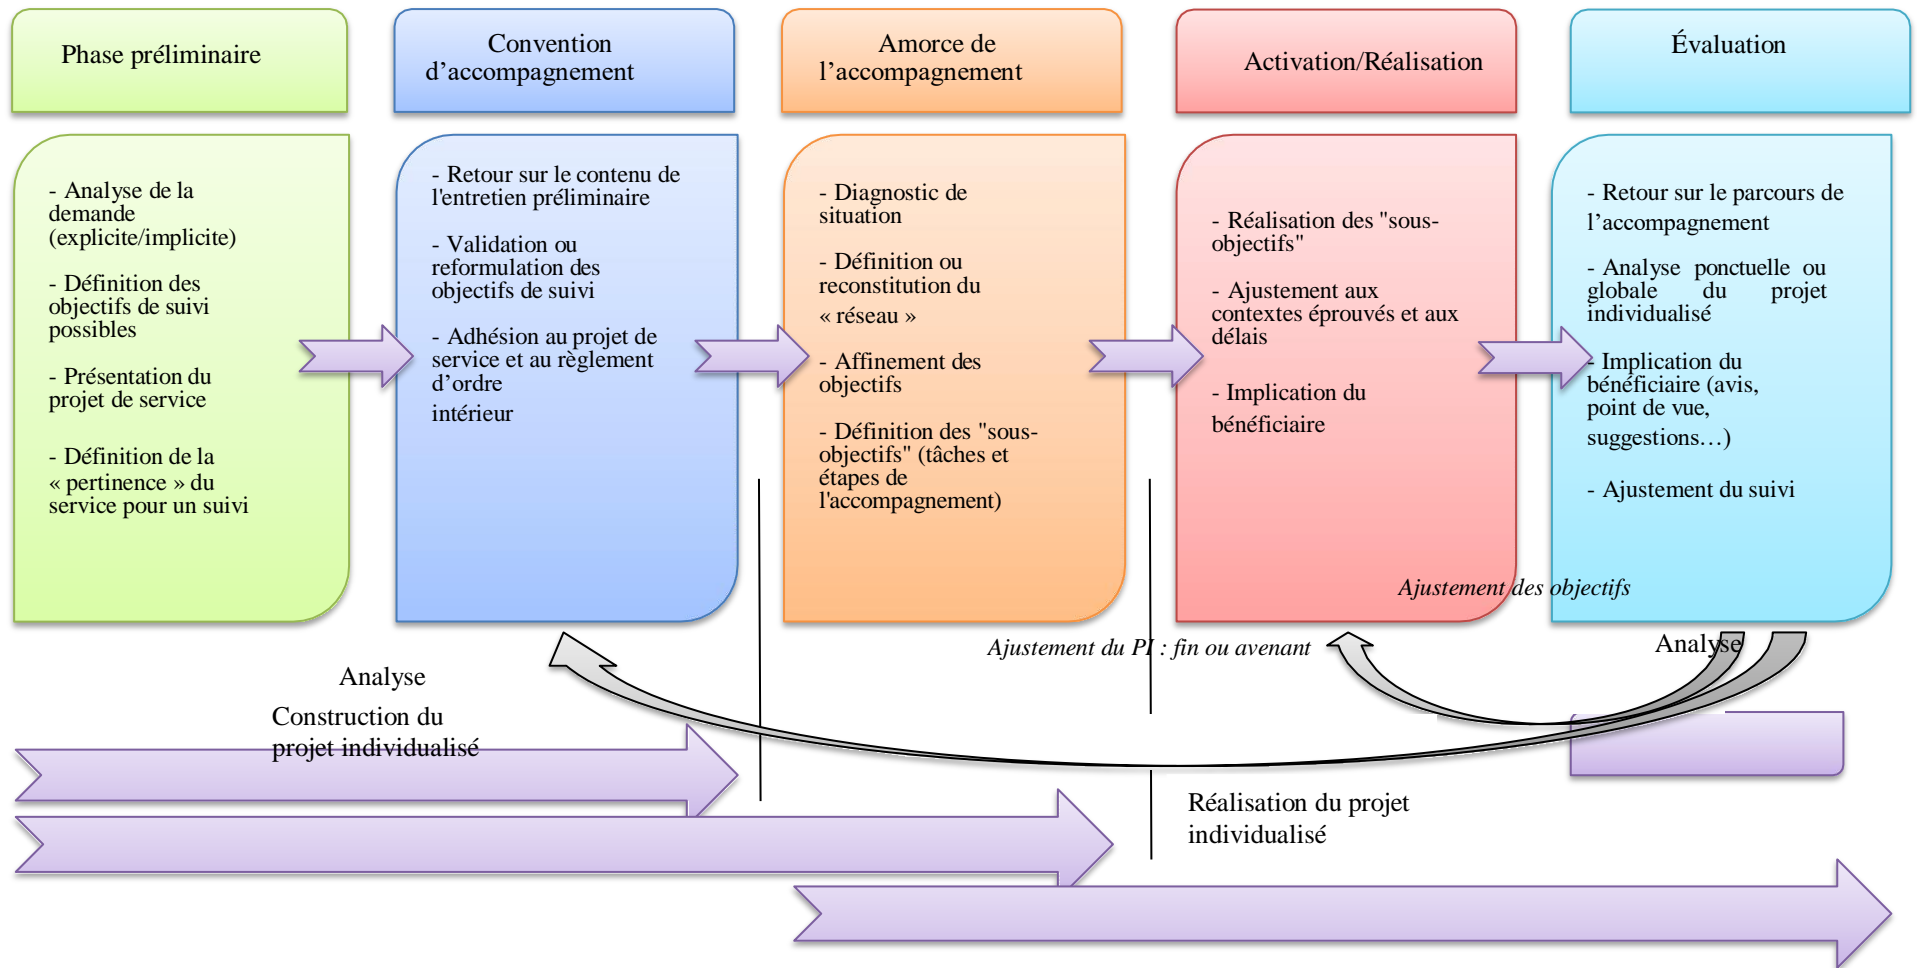 Phase préliminaire
Convention
d’accompagnement
Amorce de
l’accompagnement
Activation/Réalisation
Évaluation
- Analyse de la
demande
(explicite/implicite)
- Définition des
objectifs de suivi
possibles
- Présentation du
projet de service
- Définition de la
« pertinence » du
service pour un suivi
- Retour sur le contenu de
l'entretien préliminaire
- Validation ou
reformulation des
objectifs de suivi
- Adhésion au projet de
service et au règlement
d’ordre
intérieur
- Diagnostic de
situation
- Définition ou
reconstitution du
« réseau »
- Affinement des
objectifs
- Définition des "sous-
objectifs" (tâches et
étapes de
l'accompagnement)
- Réalisation des "sous-
objectifs"
- Ajustement aux
contextes éprouvés et aux
délais
- Implication du
bénéficiaire
- Retour sur le parcours de
l’accompagnement
- Analyse ponctuelle ou
globale du projet
individualisé
- Implication du
bénéficiaire (avis,
point de vue,
suggestions…)
- Ajustement du suivi
Ajustement des objectifs
Ajustement du PI : fin ou avenant
Analyse
Analyse
Construction du
projet individualisé
Réalisation du projet
individualisé